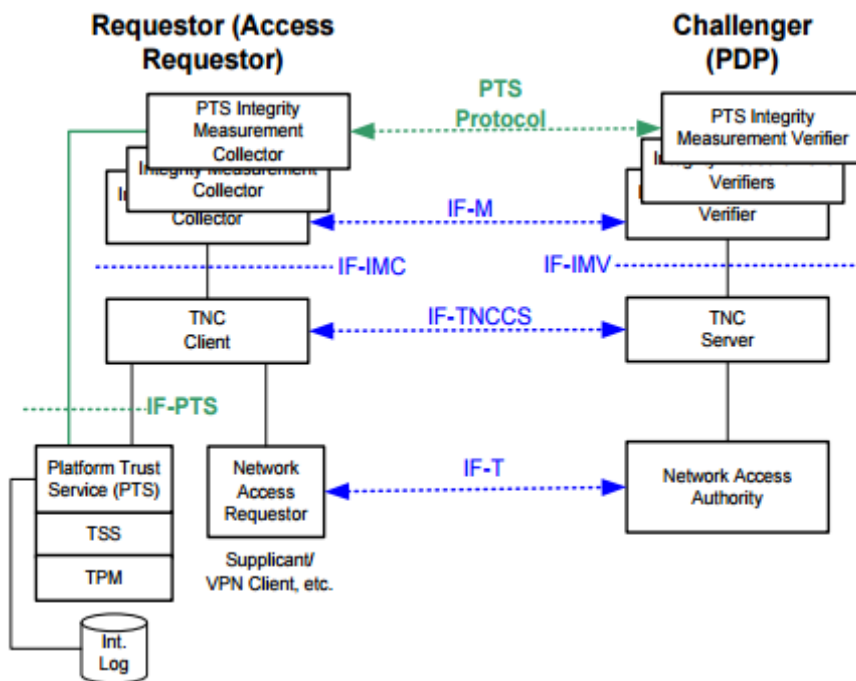 Requestor (Access
Requestor)
Challenger
(PDP)
PTS Integrity
Measurement
Collector
PTS
Protocol
PTS Integrity
Measurement Verifier
Integrity Measurement
Collector
Verifiers
Collector
IF-M
Verifier
IF-IMC
IF-IMV
TNC
Client
IF-TNCCS
TNC
Server
IF-PTS
Platform Trust
Service (PTS)
Network
Access
Requestor
IF-T
Network Access
Authority
TSS
TPM
Supplicant/
VPN Client, etc.
Int.
Log